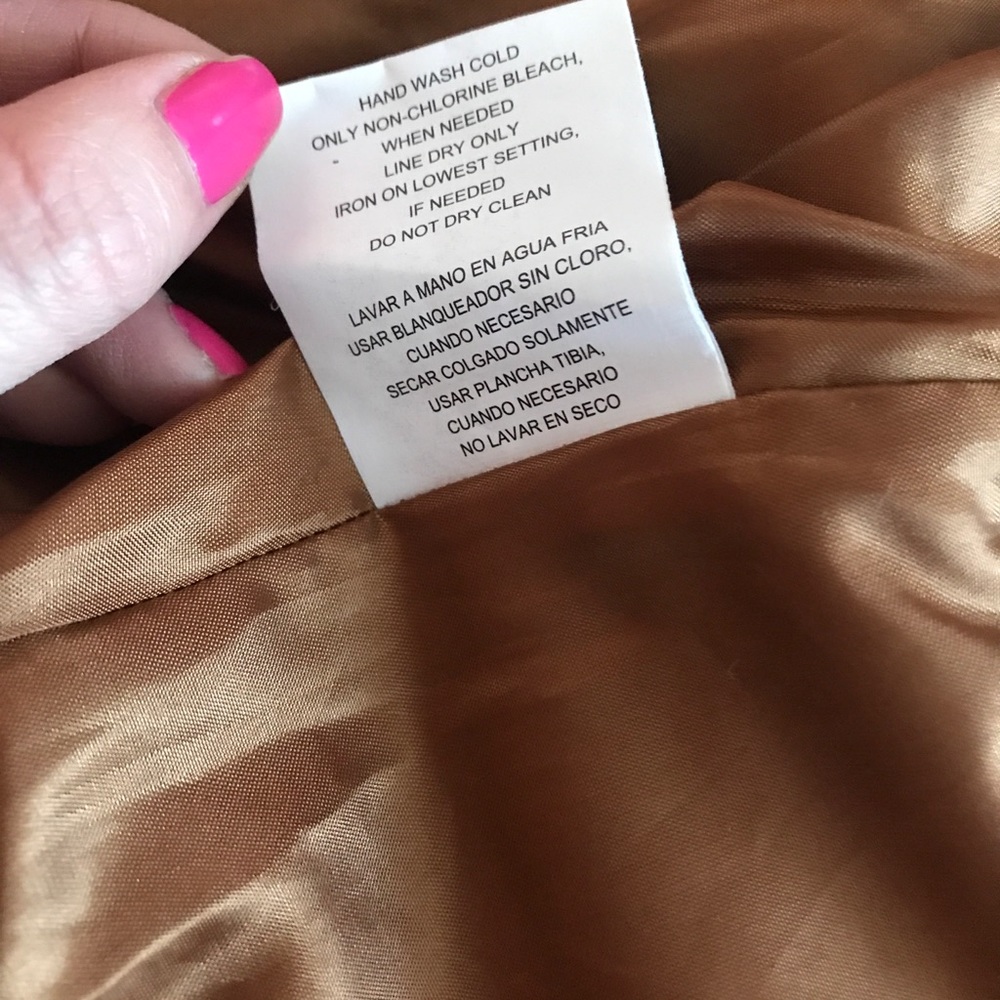 HAND WASH COLD
ONLY NON-CHLORINE BLEACH,
WHEN NEEDED
LINE DRY ONLY
IRON ON LOWEST SETTING,
IF NEEDED
DO NOT DRY CLEAN
LAVAR A MANO EN AGUA FRIA
USAR BLANQUEADOR SIN CLORO,
CUANDO NECESARIO
SECAR COLGADO SOLAMENTE
USAR PLANCHA TIBIA,
CUANDO NECESARIO
NO LAVAR EN SECO